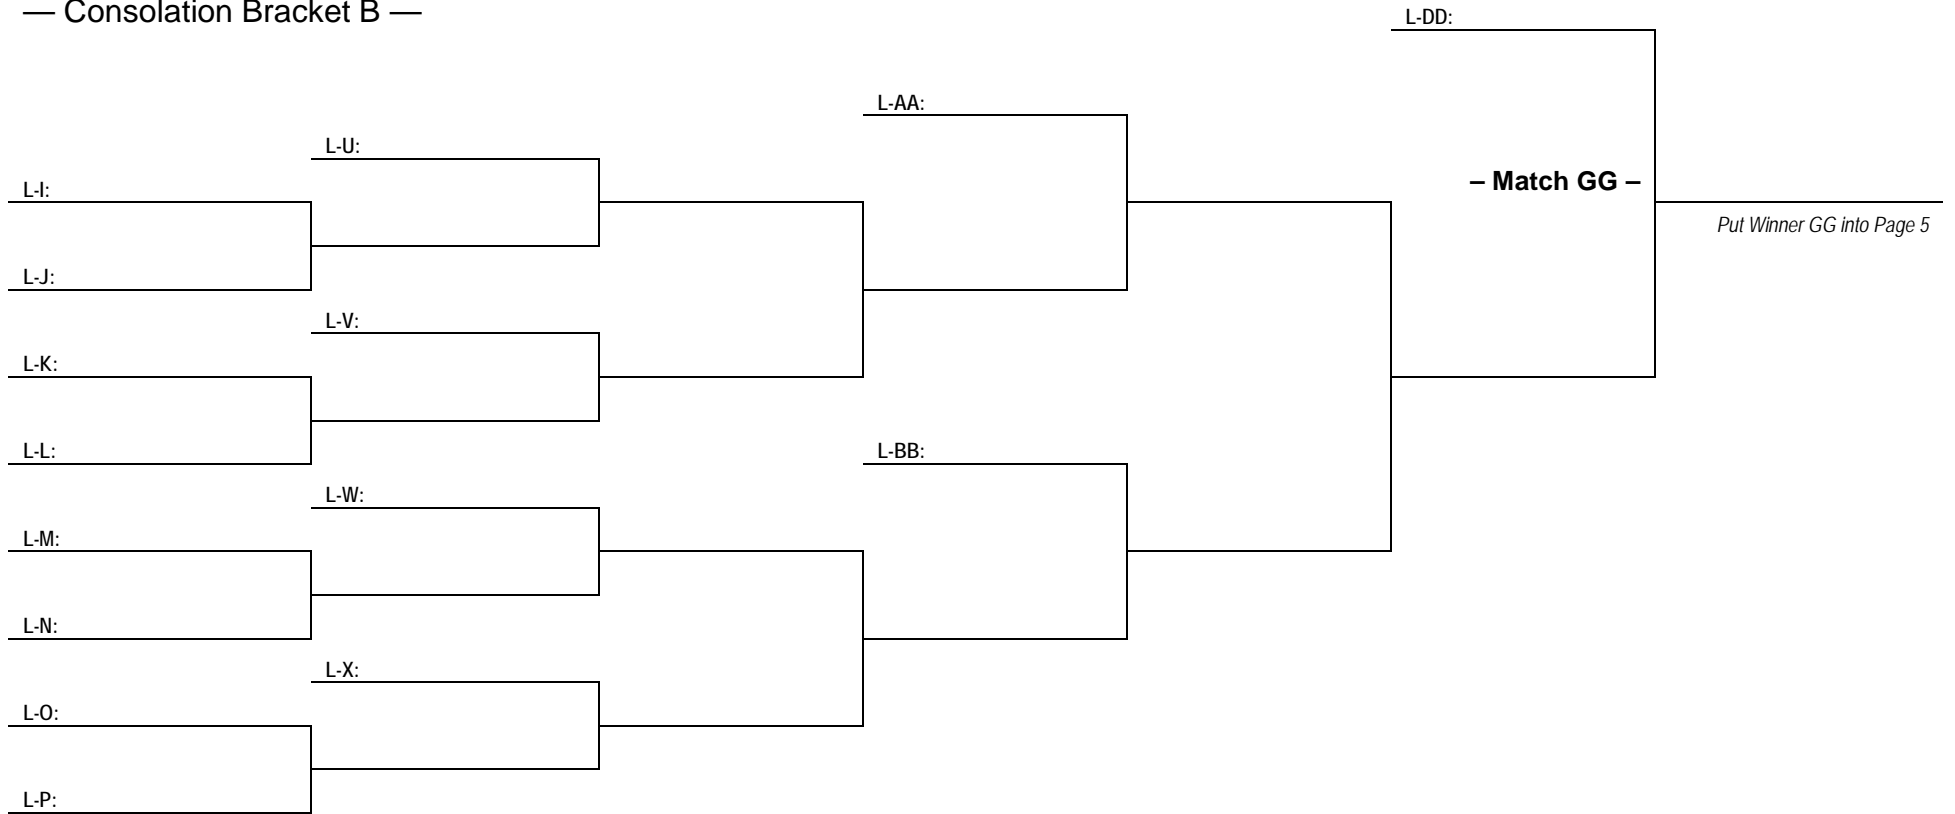 — Consolation Bracket B —
L-DD:
L-AA:
L-U:
– Match GG –
L-I:
Put Winner GG into Page 5
L-J:
L-V:
L-K:
L-L:
L-BB:
L-W:
L-M:
L-N:
L-X:
L-O:
L-P: